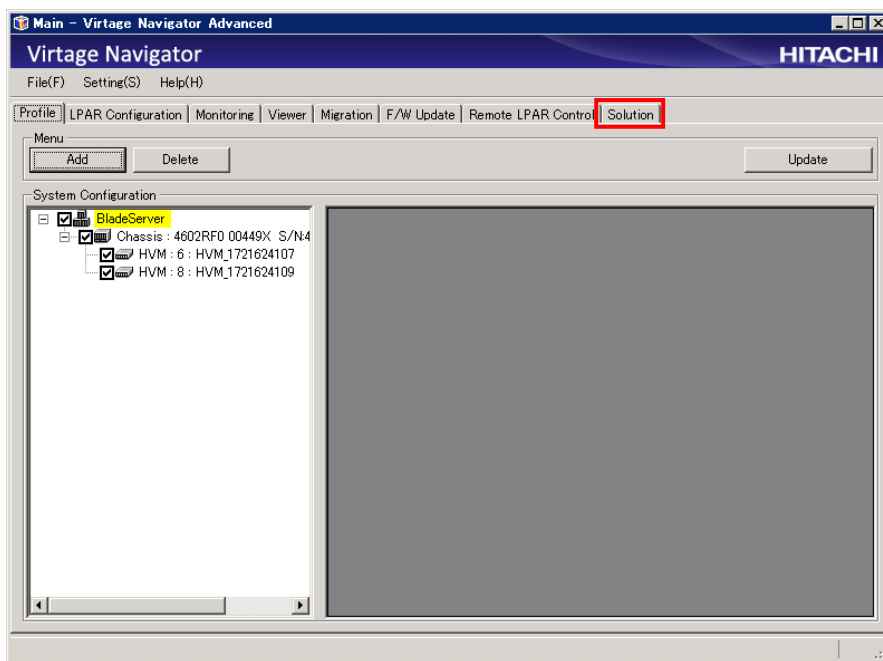 Main - Virtage Navigator Advanced
Virtage Navigator HITACHI
File(F) Setting(S) Help(H)
Profile LPAR Configuration Monitoring Viewer Migration F/W Update Remote LPAR Control Solution
Menu
Add Delete Update
System Configuration
BladeServer
Chassis : 4602RF0 00449X S/N:4
HVM : 6 : HVM_1721624107
HVM : 8 : HVM_1721624109